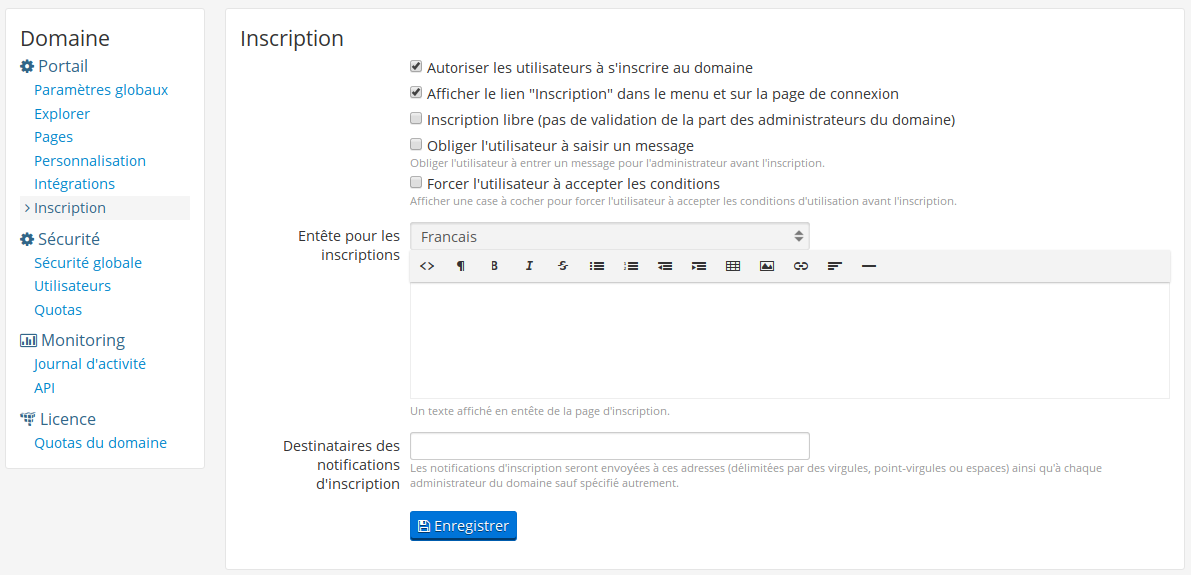 Domaine
Portail
Paramètres globaux
Explorer
Pages
Personnalisation
Intégrations
Inscription
Sécurité
Sécurité globale
Utilisateurs
Quotas
Monitoring
Journal d'activité
API
Licence
Quotas du domaine
Inscription
Autoriser les utilisateurs à s'inscrire au domaine
Afficher le lien "Inscription" dans le menu et sur la page de connexion
Inscription libre (pas de validation de la part des administrateurs du domaine)
Obliger l'utilisateur à saisir un message
Obliger l'utilisateur à entrer un message pour l'administrateur avant l'inscription.
Forcer l'utilisateur à accepter les conditions
Afficher une case à cocher pour forcer l'utilisateur à accepter les conditions d'utilisation avant l'inscription.
Entête pour les
inscriptions
Francais
Un texte affiché en entête de la page d'inscription.
Destinataires des
notifications
d'inscription
Les notifications d'inscription seront envoyées à ces adresses (délimitées par des virgules, point-virgules ou espaces) ainsi qu'à chaque
administrateur du domaine sauf spécifié autrement.
Enregistrer